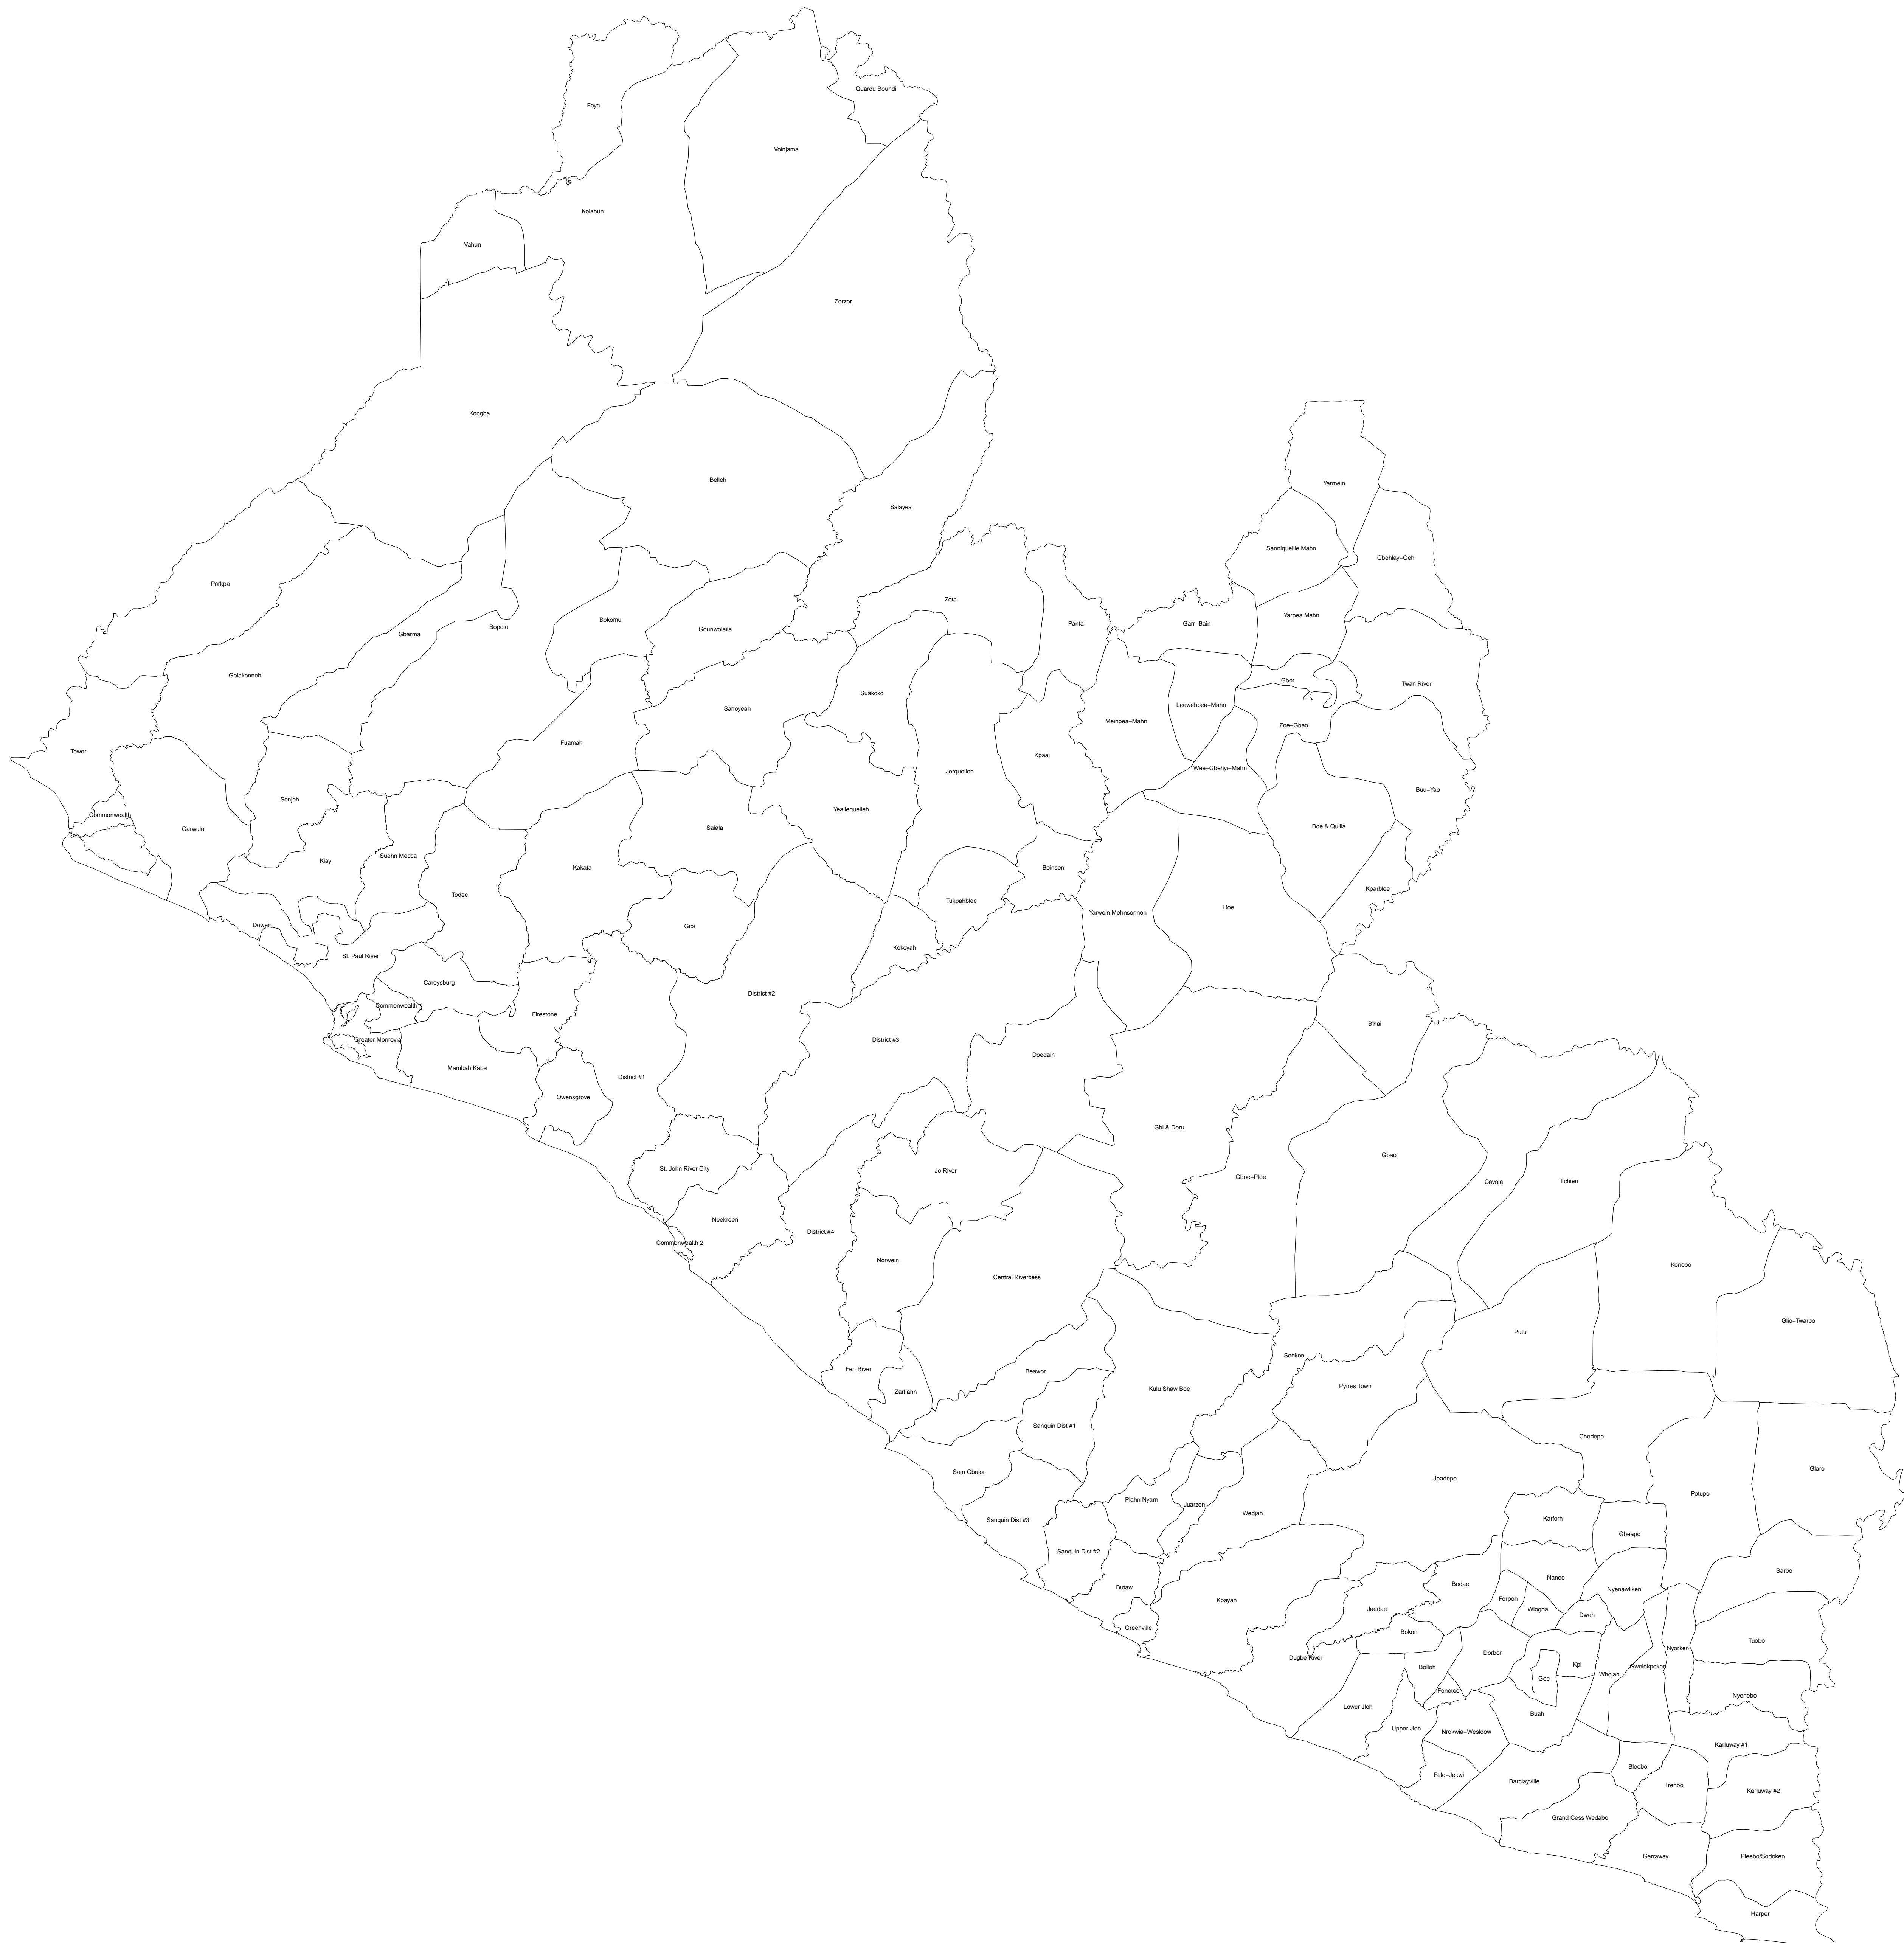 Quardu Boundi
Foya
Voinjama
Kolahun
Vahun
Zorzor
Kongba
Belleh
Yarmein
Salayea
Sanniquellie Mahn
Gbehlay-Geh
Porkpa
Zota
Yarpea Mahn
Bokomu
Panta
Garr-Bain
Bopolu
Gounwolaila
Gbarma
Golakonneh
Gbor
Twan River
Suakoko
Leewehpea-Mahn
Sanoyeah
Meinpea-Mahn
Zoe-Gbao
Fuamah
Tewor
Kpaai
Wee-Gbehyi-Mahn
Jorquelleh
Buu-Yao
Senjeh
Yeallequelleh
Commonwealth
Boe & Quilla
Garwula
Salala
Suehn Mecca
Klay
Kakata
Boinsen
Kparblee
Todee
Tukpahblee
Doe
Yarwein Mehnsonnoh
Dowein
Gibi
Kokoyah
St. Paul River
Careysburg
District #2
Commonwealth 1
Firestone
B'hai
Greater Monrovia
District #3
Doedain
Mambah Kaba
District #1
Owensgrove
Gbi & Doru
Gbao
St. John River City
Jo River
Gboe-Ploe
Cavala
Tchien
Neekreen
District #4
Commonwealth 2
Norwein
Konobo
Central Rivercess
Glio-Twarbo
Putu
Seekon
Fen River
Beawor
Pynes Town
Kulu Shaw Boe
Zarflahn
Sanquin Dist #1
Chedepo
Sam Gbalor
Glaro
Jeadepo
Potupo
Plahn Nyarn
Juarzon
Wedjah
Sanquin Dist #3
Karforh
Gbeapo
Sanquin Dist #2
Sarbo
Nanee
Bodae
Butaw
Nyenawliken
Forpoh
Kpayan
Jaedae
Wlogba
Dweh
Greenville
Bokon
Tuobo
Nyorken
Dorbor
Dugbe River
Kpi
Gwelekpoken
Bolloh
Whojah
Gee
Fenetoe
Nyenebo
Lower Jloh
Buah
Upper Jloh
Nrokwia-Wesldow
Karluway #1
Bleebo
Felo-Jekwi
Barclayville
Trenbo
Karluway #2
Grand Cess Wedabo
Garraway
Pleebo/Sodoken
Harper